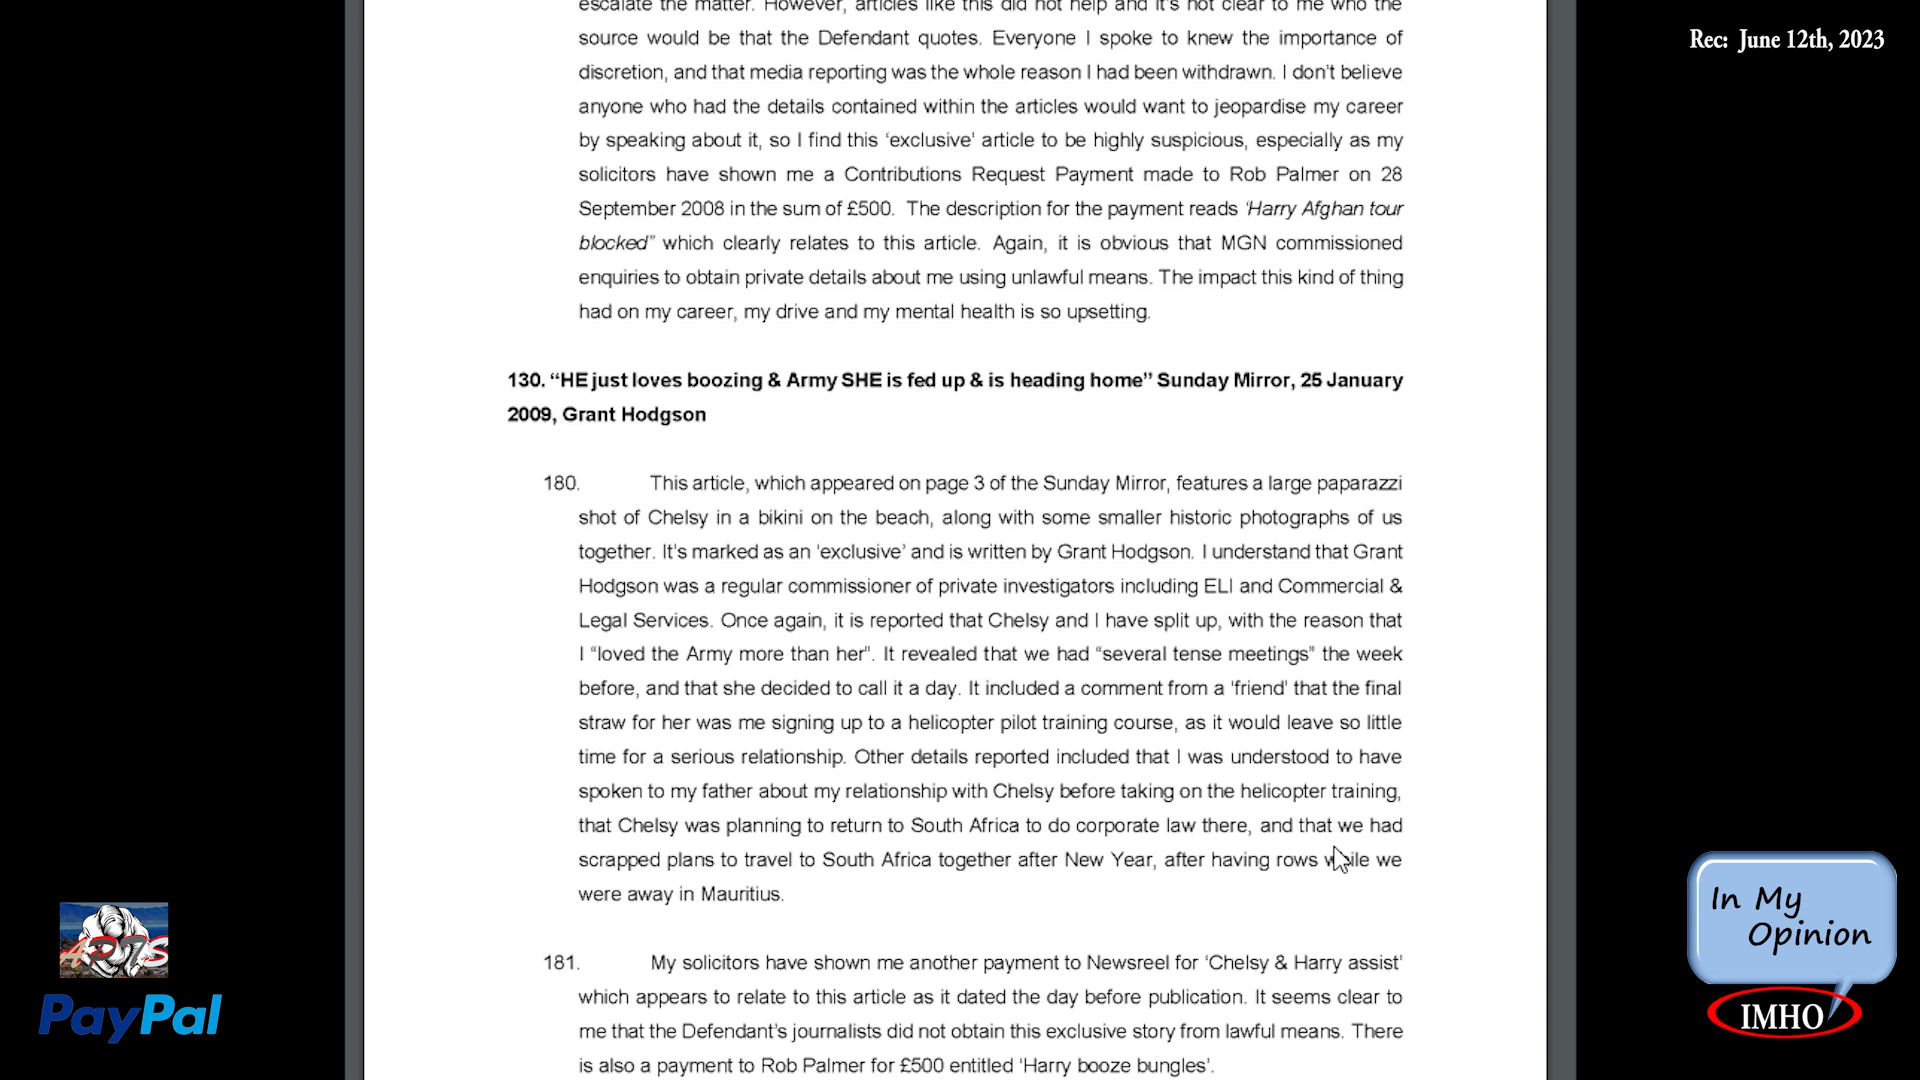 escalate the matter. However, articles like this did not help and it's not clear to me who the
source would be that the Defendant quotes. Everyone I spoke to knew the importance of
discretion, and that media reporting was the whole reason I had been withdrawn. I don't believe
anyone who had the details contained within the articles would want to jeopardise my career
by speaking about it, so I find this 'exclusive' article to be highly suspicious, especially as my
solicitors have shown me a Contributions Request Payment made to Rob Palmer on 28
September 2008 in the sum of £500. The description for the payment reads 'Harry Afghan tour
blocked" which clearly relates to this article. Again, it is obvious that MGN commissioned
enquiries to obtain private details about me using unlawful means. The impact this kind of thing
had on my career, my drive and my mental health is so upsetting.
130. "HE just loves boozing & Army SHE is fed up & is heading home" Sunday Mirror, 25 January
2009, Grant Hodgson
180. This article, which appeared on page 3 of the Sunday Mirror, features a large paparazzi
shot of Chelsy in a bikini on the beach, along with some smaller historic photographs of us
together. It's marked as an 'exclusive' and is written by Grant Hodgson. I understand that Grant
Hodgson was a regular commissioner of private investigators including ELI and Commercial &
Legal Services. Once again, it is reported that Chelsy and I have split up, with the reason that
I "loved the Army more than her". It revealed that we had "several tense meetings" the week
before, and that she decided to call it a day. It included a comment from a 'friend' that the final
straw for her was me signing up to a helicopter pilot training course, as it would leave so little
time for a serious relationship. Other details reported included that I was understood to have
spoken to my father about my relationship with Chelsy before taking on the helicopter training,
that Chelsy was planning to return to South Africa to do corporate law there, and that we had
scrapped plans to travel to South Africa together after New Year, after having rows while we
were away in Mauritius.
181. My solicitors have shown me another payment to Newsreel for 'Chelsy & Harry assist'
which appears to relate to this article as it dated the day before publication. It seems clear to
me that the Defendant's journalists did not obtain this exclusive story from lawful means. There
is also a payment to Rob Palmer for £500 entitled 'Harry booze bungles'.
Rec: June 12th, 2023
PayPal
In My
Opinion
IMHO